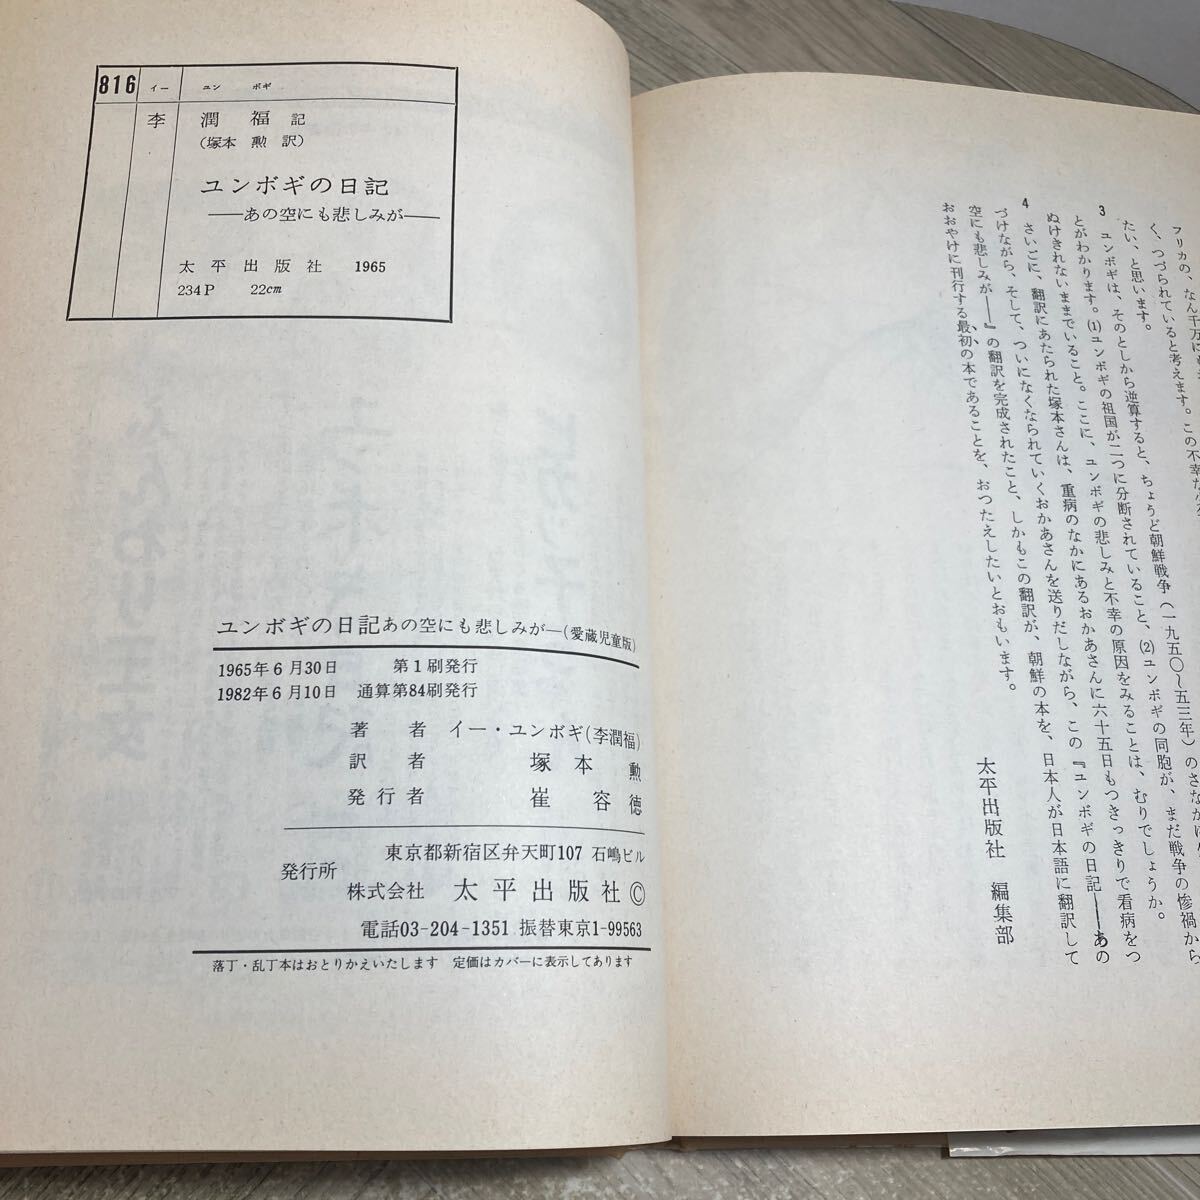 816 イー ユン ボギ
李 潤 福 記
(塚本 勲 訳)
ユンボギの日記
――あの空にも悲しみが――
太平出版社 1965
234P 22cm
ユンボギの日記あの空にも悲しみが―(愛蔵児童版)
1965年6月30日 第1刷発行
1982年6月10日 通算第84刷発行
著者 イー・ユンボギ(李潤福)
訳者 塚本 勲
発行者 崔 容徳
東京都新宿区弁天町107 石嶋ビル
発行所 株式会社 太平出版社©
電話03-204-1351 振替東京1-99563
落丁・乱丁本はおとりかえいたします 定価はカバーに表示してあります
フリカの、なん千万に
く、つづられていると考えます。この不幸な
たい、と思います。
3 ユンボギは、そのとしから逆算すると、ちょうど朝鮮戦争(一九五〇〜五三年)のさなかに
とがわかります。⑴ユンボギの祖国が二つに分断されていること、⑵ユンボギの同胞が、まだ戦争の惨禍から
ぬけきれないままでいること。ここに、ユンボギの悲しみと不幸の原因をみることは、むりでしょうか。
4 さいごに、翻訳にあたられた塚本さんは、重病のなかにあるおかあさんに六十五日もつきっきりで看病をつ
づけながら、そして、ついになくなられていくおかあさんを送りだしながら、この『ユンボギの日記――あの
空にも悲しみが――』の翻訳を完成されたこと、しかもこの翻訳が、朝鮮の本を、日本人が日本語に翻訳して
おおやけに刊行する最初の本であることを、おつたえしたいとおもいます。
太平出版社 編集部